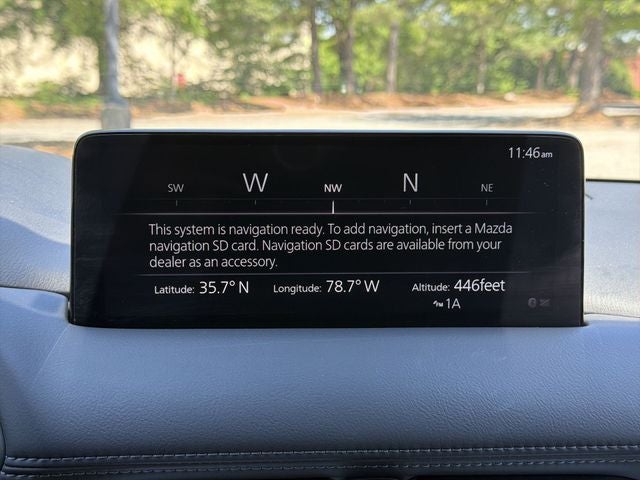 11:46am
SW W NW N NE
This system is navigation ready. To add navigation, insert a Mazda
navigation SD card. Navigation SD cards are available from your
dealer as an accessory.
Latitude: 35.7° N Longitude: 78.7° W Altitude: 446feet
FM 1A